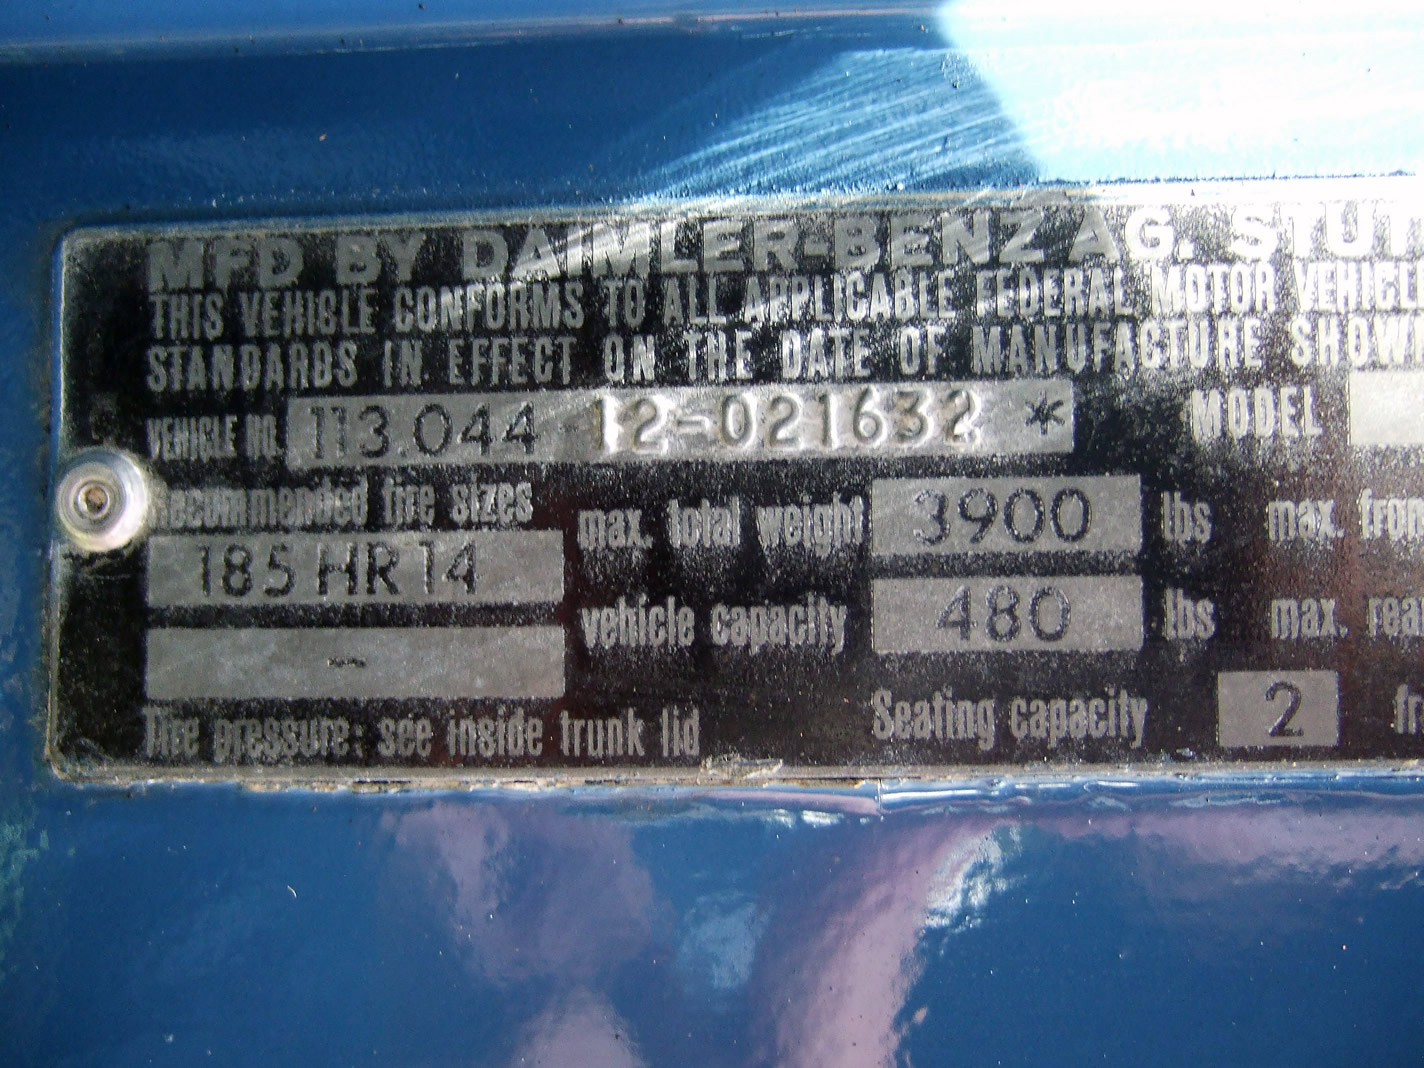 MFD BY DAIMLER-BENZ AG. STUT
THIS VEHICLE CONFORMS TO ALL APPLICABLE FEDERAL MOTOR VEHICLE
STANDARDS IN EFFECT ON THE DATE OF MANUFACTURE SHOWN
VEHICLE NO. 113.044-12-021632 * MODEL
Recommended tire sizes
185 HR 14
-
max. total weight 3900 lbs max. fron
vehicle capacity 480 lbs max. rea
Tire pressure: see inside trunk lid
Seating capacity 2 fr